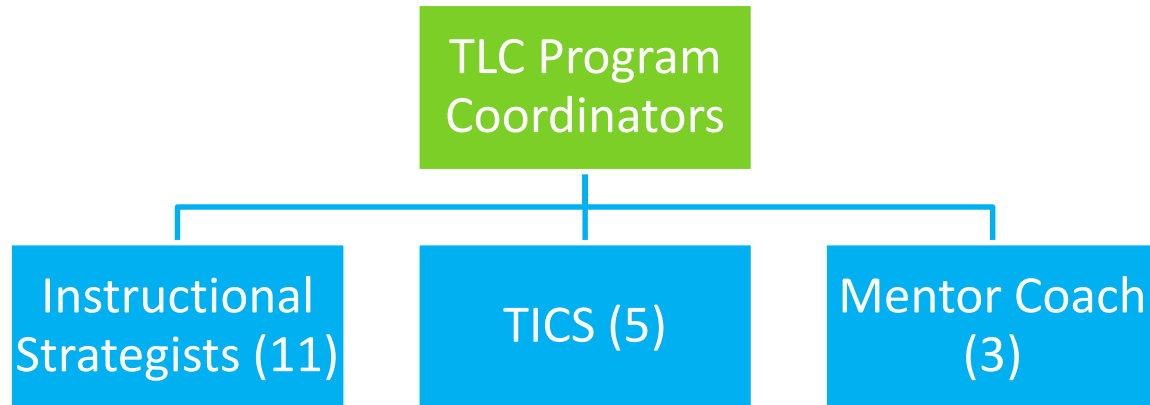 TLC Program
Coordinators
Instructional
Strategists (11)
TICS (5)
Mentor Coach
(3)